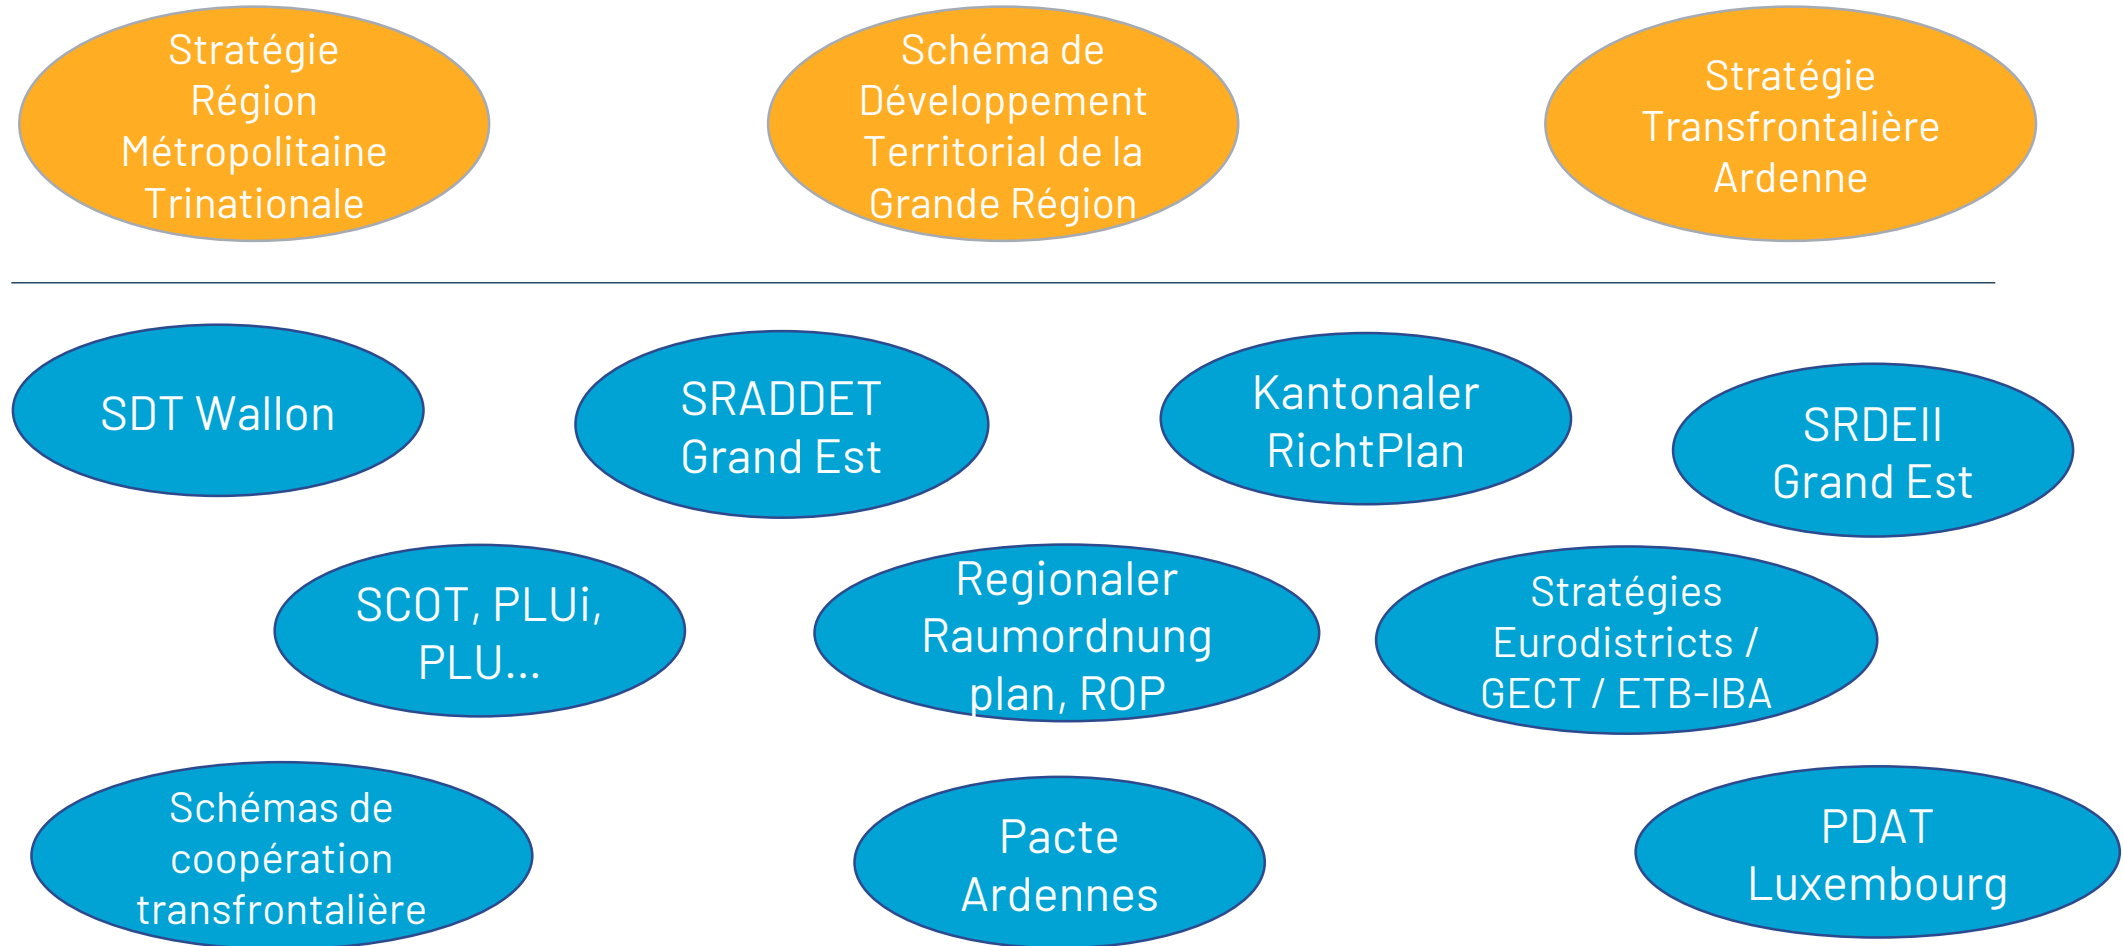 Stratégie
Région
Métropolitaine
Trinationale
Schéma de
Développement
Territorial de la
Grande Région
Stratégie
Transfrontalière
Ardenne
SDT Wallon
SRADDET
Grand Est
Kantonaler
RichtPlan
SRDEII
Grand Est
SCOT, PLUi,
PLU...
Regionaler
Raumordnung
plan, ROP
Stratégies
Eurodistricts /
GECT / ETB-IBA
Schémas de
coopération
transfrontalière
Pacte
Ardennes
PDAT
Luxembourg